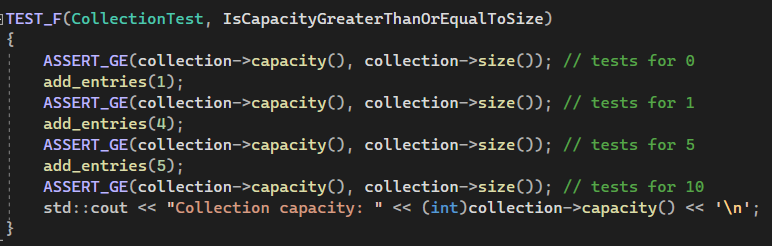 TEST_F(CollectionTest, IsCapacityGreaterThanOrEqualToSize)
{
ASSERT_GE(collection->capacity(), collection->size()); // tests for 0
add_entries(1);
ASSERT_GE(collection->capacity(), collection->size()); // tests for 1
add_entries(4);
ASSERT_GE(collection->capacity(), collection->size()); // tests for 5
add_entries(5);
ASSERT_GE(collection->capacity(), collection->size()); // tests for 10
std::cout << "Collection capacity: " << (int)collection->capacity() << '\n';
}